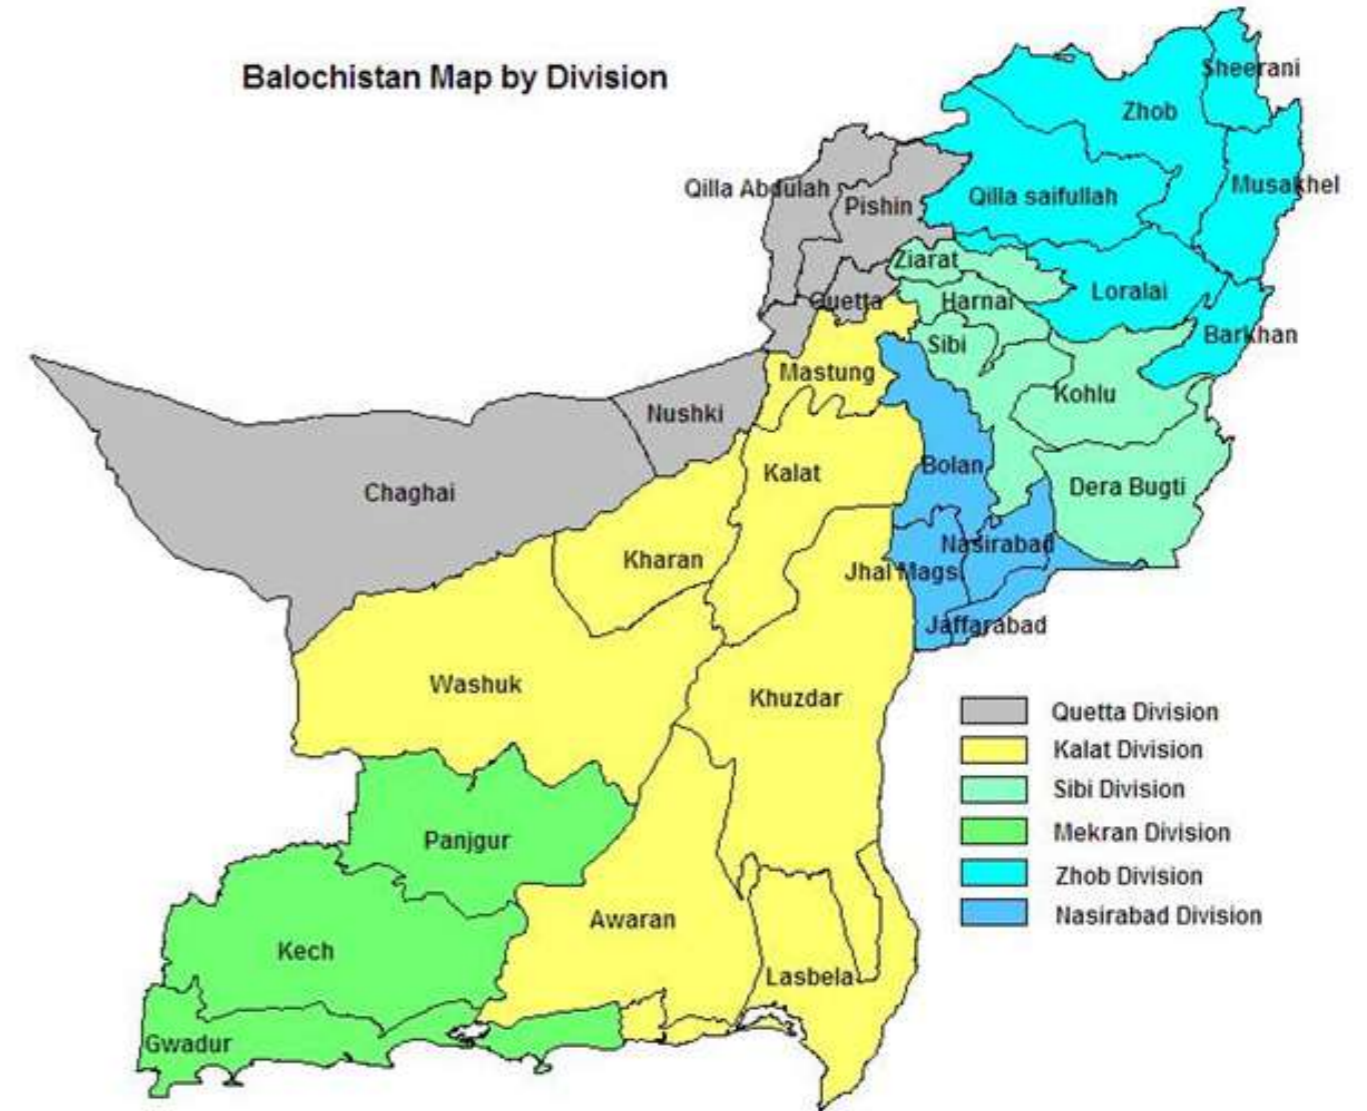 Balochistan Map by Division
Sheerani
Zhob
Qilla Abdulah
Pishin
Qilla saifullah
Musakhel
Ziarat
Quetta
Harnai
Loralai
Sibi
Barkhan
Mastung
Kohlu
Nushki
Kalat
Bolan
Chaghai
Dera Bugti
Kharan
Nasirabad
Jhal Magsi
Jaffarabad
Washuk
Khuzdar
Panjgur
Awaran
Kech
Lasbela
Gwadur
Quetta Division
Kalat Division
Sibi Division
Mekran Division
Zhob Division
Nasirabad Division